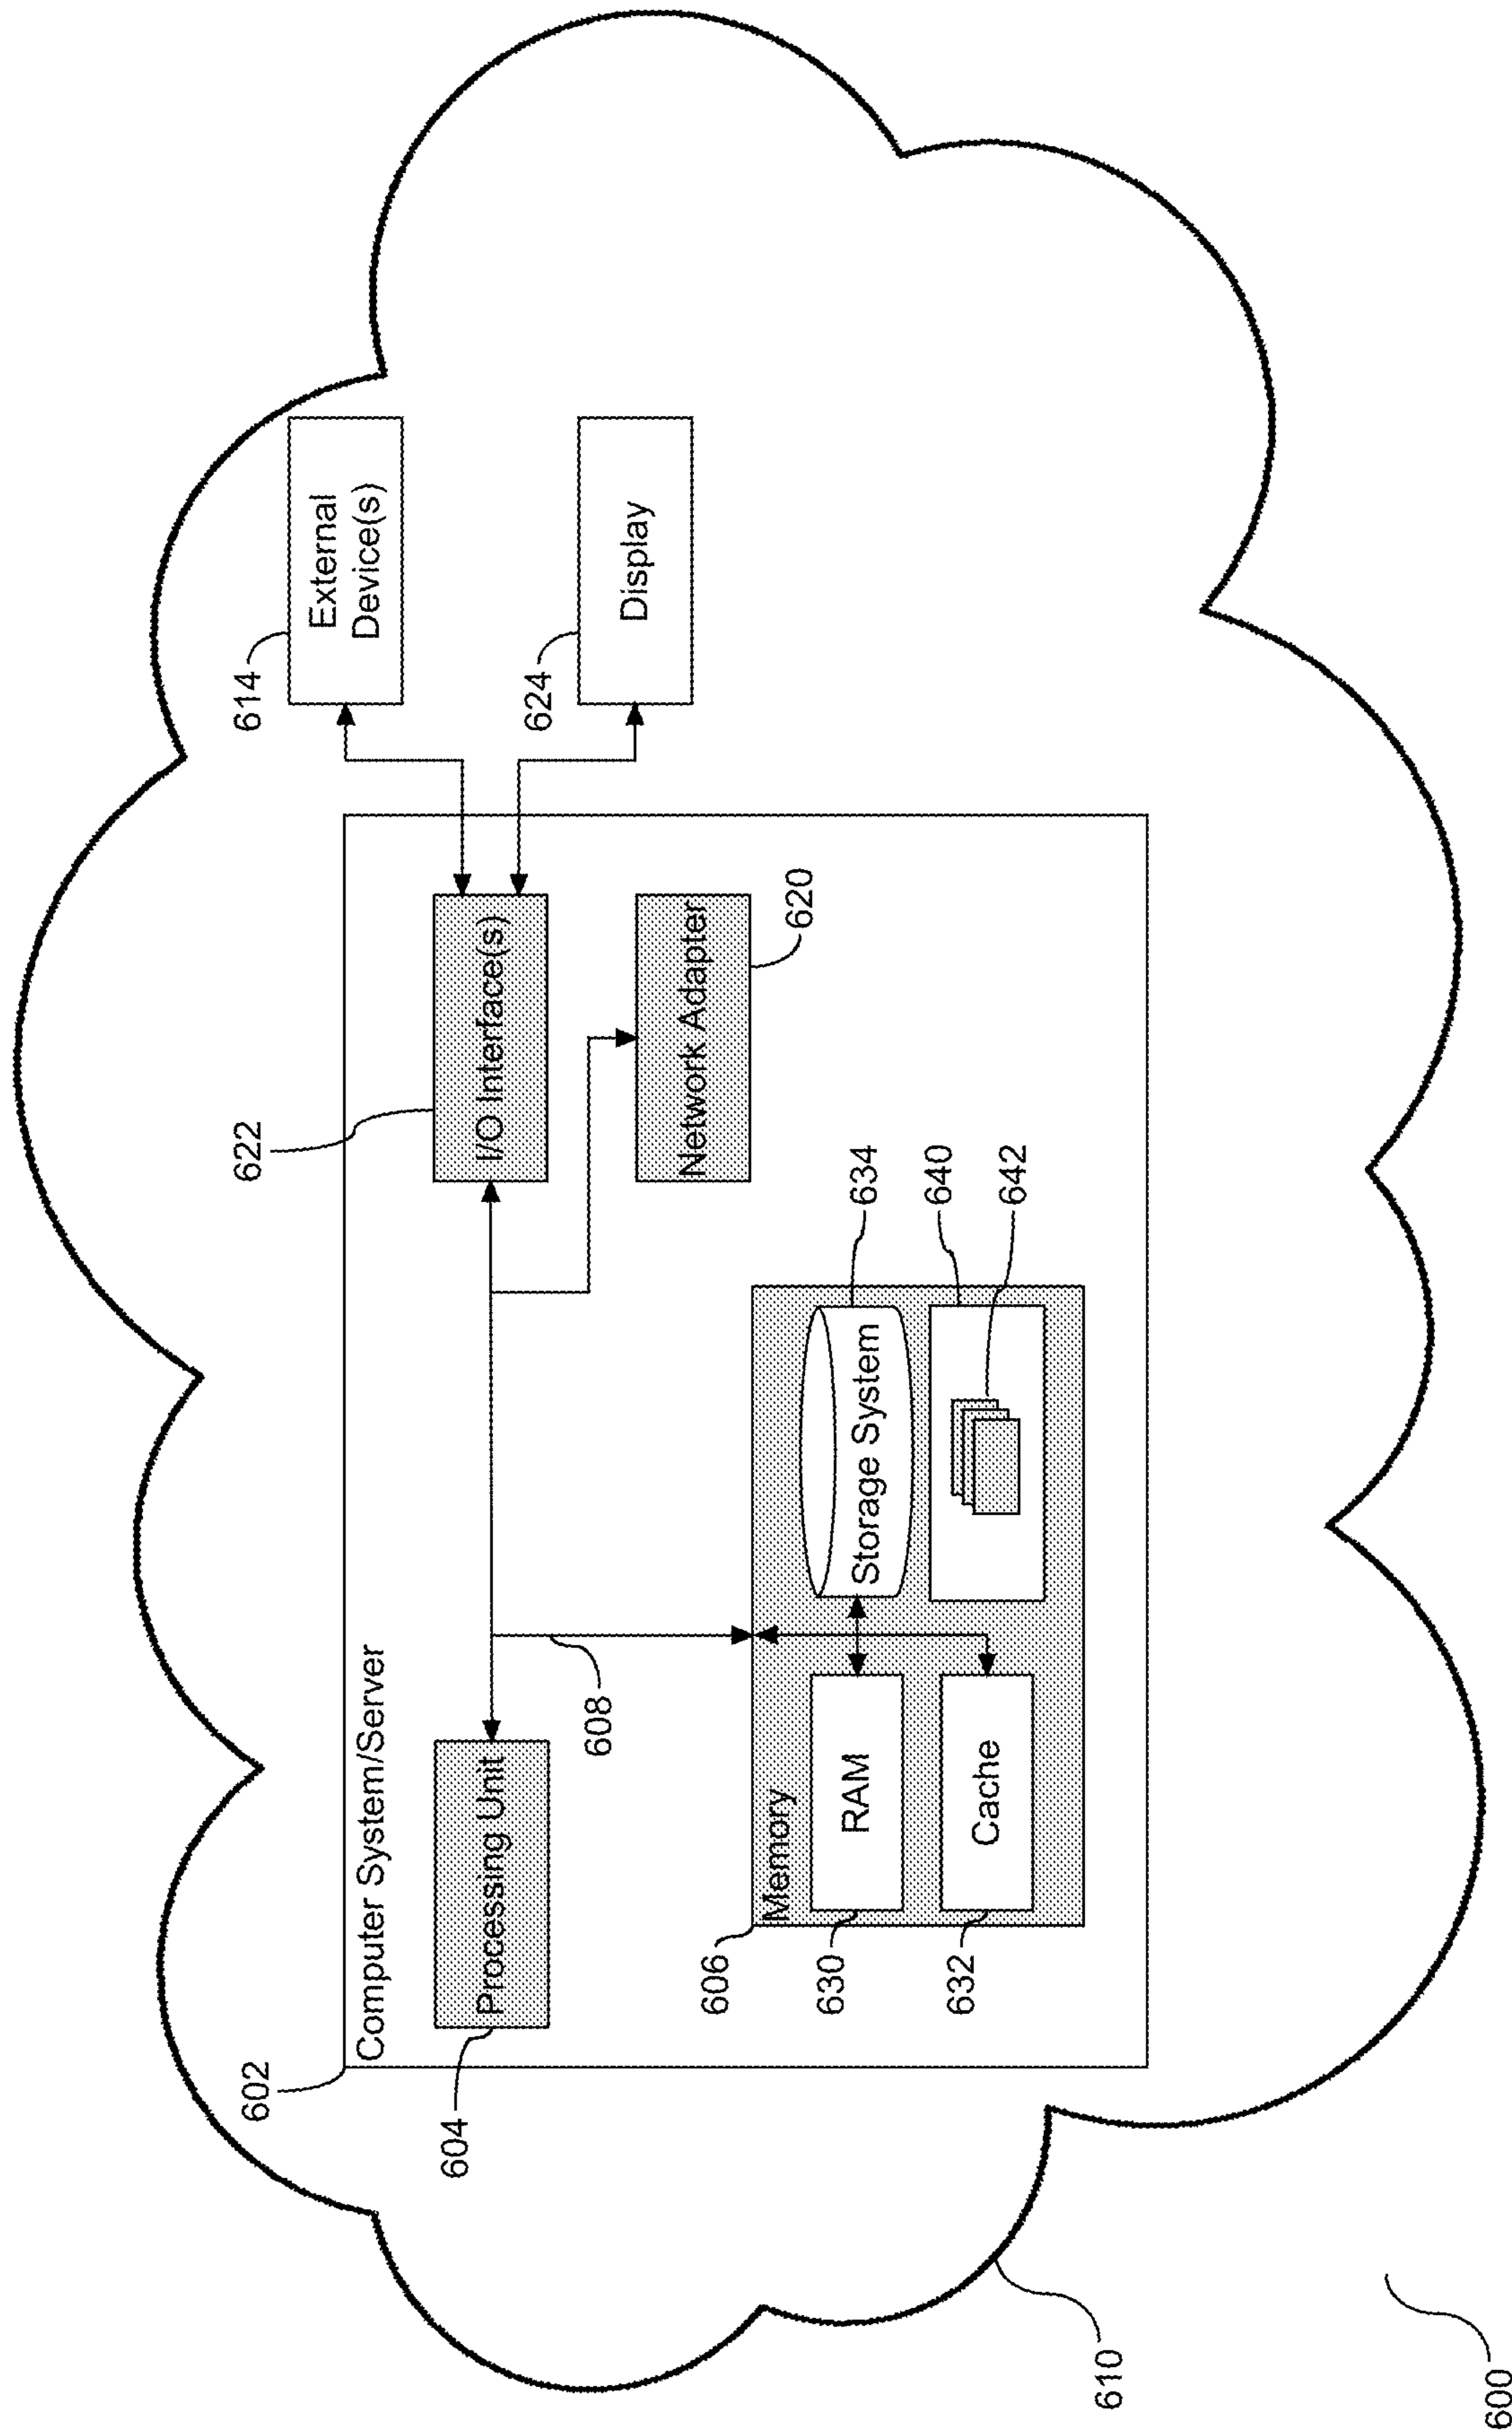 602
Computer System/Server
604
Processing Unit
622
I/O Interface(s)
614
External
Device(s)
608
624
Display
606
Memory
Network Adapter
620
630
RAM
Storage System
634
632
Cache
640
642
610
600